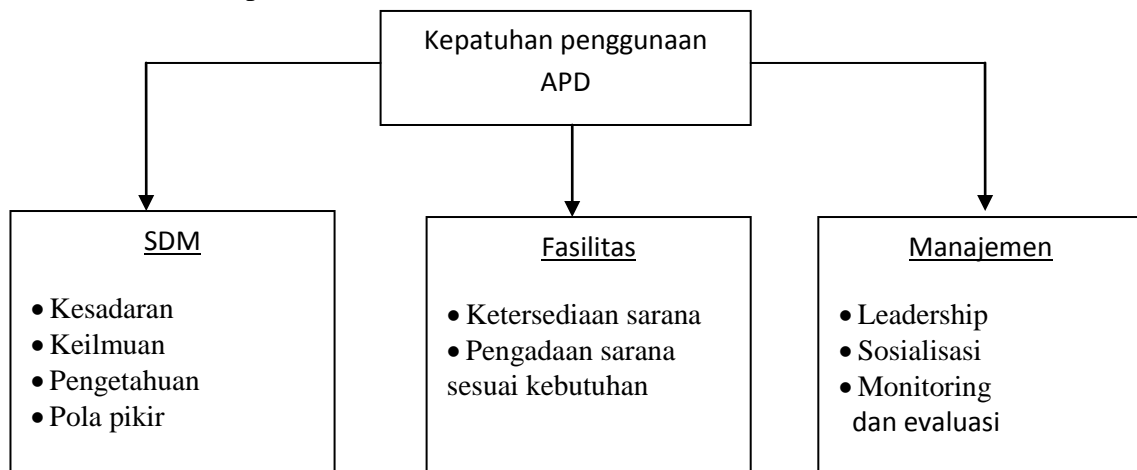 Kepatuhan penggunaan
APD
SDM
• Kesadaran
• Keilmuan
• Pengetahuan
• Pola pikir
Fasilitas
• Ketersediaan sarana
• Pengadaan sarana
sesuai kebutuhan
Manajemen
• Leadership
• Sosialisasi
• Monitoring
dan evaluasi